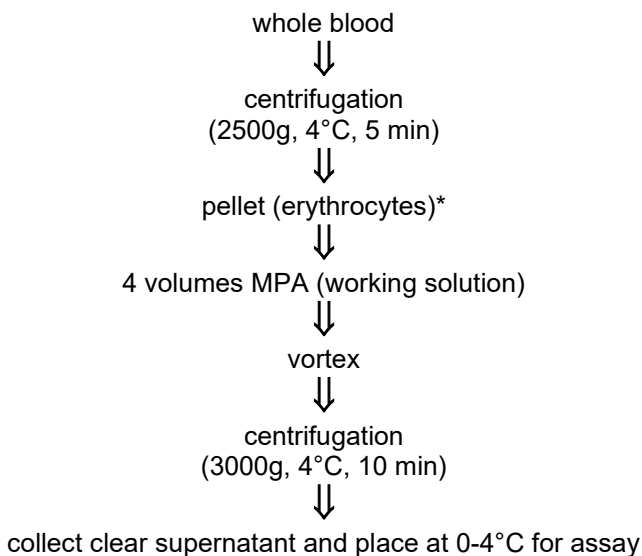 whole blood
⇓
centrifugation
(2500g, 4°C, 5 min)
⇓
pellet (erythrocytes)*
⇓
4 volumes MPA (working solution)
⇓
vortex
⇓
centrifugation
(3000g, 4°C, 10 min)
⇓
collect clear supernatant and place at 0-4°C for assay